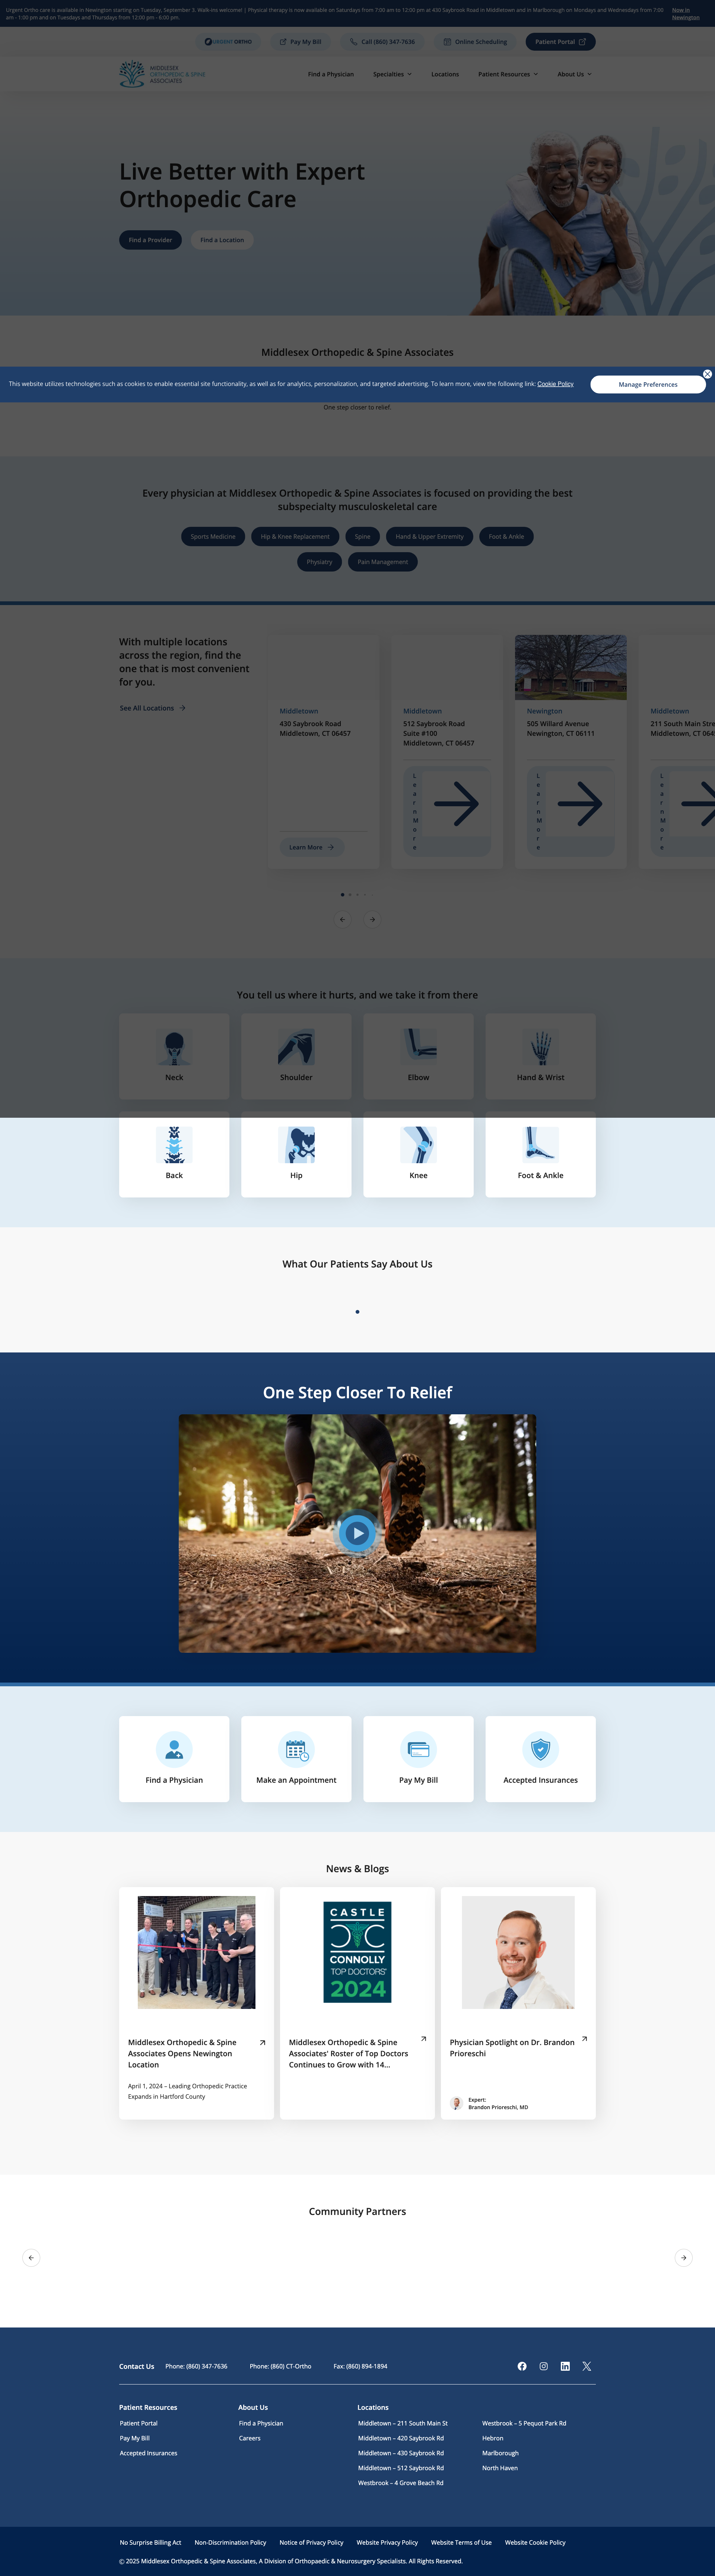 Urgent Ortho care is available in Newington starting on Tuesday, September 3. Walk-ins welcome! | Physical therapy is now available on Saturdays from 7:00 am to 12:00 pm at 430 Saybrook Road in Middletown and in Marlborough on Mondays and Wednesdays from 7:00
am - 1:00 pm and on Tuesdays and Thursdays from 12:00 pm - 6:00 pm.
Now In
Newington
URGENT ORTHO
Pay My Bill
Call (860) 347-7636
Online Scheduling
Patient Portal
MIDDLESEX
ORTHOPEDIC & SPINE
ASSOCIATES
Find a Physician
Specialties
Locations
Patient Resources
About Us
Live Better with Expert
Orthopedic Care
Find a Provider
Find a Location
Middlesex Orthopedic & Spine Associates
This website utilizes technologies such as cookies to enable essential site functionality, as well as for analytics, personalization, and targeted advertising. To learn more, view the following link: Cookie Policy
Manage Preferences
One step closer to relief.
Every physician at Middlesex Orthopedic & Spine Associates is focused on providing the best
subspecialty musculoskeletal care
Sports Medicine
Hip & Knee Replacement
Spine
Hand & Upper Extremity
Foot & Ankle
Physiatry
Pain Management
With multiple locations
across the region, find the
one that is most convenient
for you.
See All Locations
Middletown
430 Saybrook Road
Middletown, CT 06457
Learn More
Middletown
512 Saybrook Road
Suite #100
Middletown, CT 06457
Learn More
Newington
505 Willard Avenue
Newington, CT 06111
Learn More
Middletown
211 South Main Stre
Middletown, CT 064
Learn More
You tell us where it hurts, and we take it from there
Neck
Shoulder
Elbow
Hand & Wrist
Back
Hip
Knee
Foot & Ankle
What Our Patients Say About Us
One Step Closer To Relief
Find a Physician
Make an Appointment
Pay My Bill
Accepted Insurances
News & Blogs
CASTLE
CONNOLLY
TOP DOCTORS
2024
Middlesex Orthopedic & Spine
Associates Opens Newington
Location
April 1, 2024 – Leading Orthopedic Practice
Expands in Hartford County
Middlesex Orthopedic & Spine
Associates' Roster of Top Doctors
Continues to Grow with 14...
Physician Spotlight on Dr. Brandon
Prioreschi
Expert:
Brandon Prioreschi, MD
Community Partners
Contact Us
Phone: (860) 347-7636
Phone: (860) CT-Ortho
Fax: (860) 894-1894
Patient Resources
Patient Portal
Pay My Bill
Accepted Insurances
About Us
Find a Physician
Careers
Locations
Middletown – 211 South Main St
Middletown – 420 Saybrook Rd
Middletown – 430 Saybrook Rd
Middletown – 512 Saybrook Rd
Westbrook – 4 Grove Beach Rd
Westbrook – 5 Pequot Park Rd
Hebron
Marlborough
North Haven
No Surprise Billing Act
Non-Discrimination Policy
Notice of Privacy Policy
Website Privacy Policy
Website Terms of Use
Website Cookie Policy
© 2025 Middlesex Orthopedic & Spine Associates, A Division of Orthopaedic & Neurosurgery Specialists. All Rights Reserved.